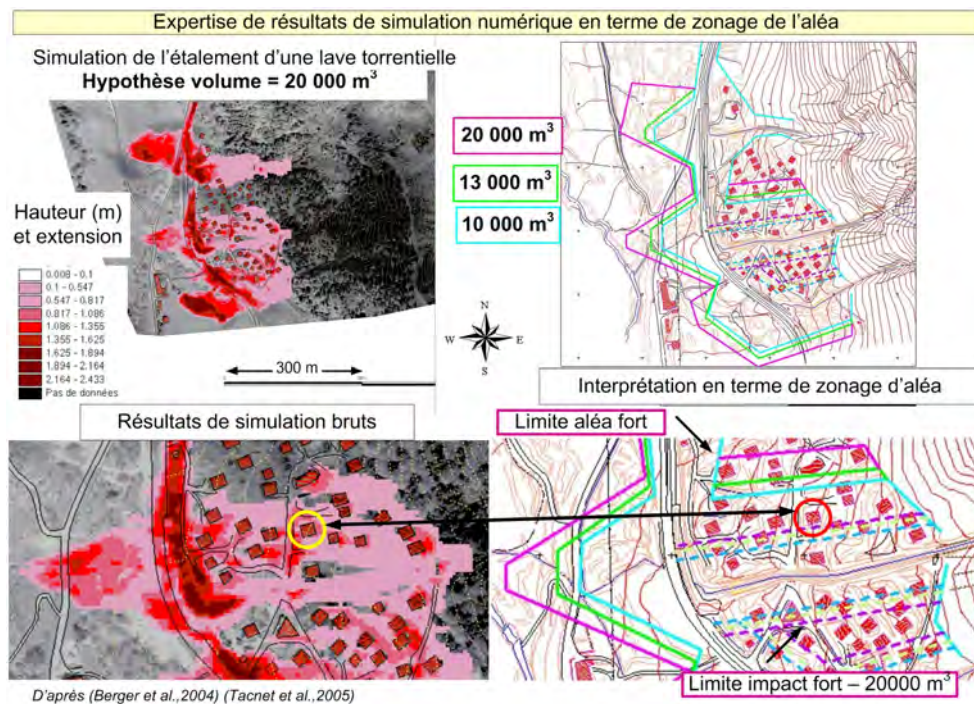 Expertise de résultats de simulation numérique en terme de zonage de l'aléa
Simulation de l'étalement d'une lave torrentielle
Hypothèse volume = 20 000 m³
20 000 m³
13 000 m³
10 000 m³
Hauteur (m)
et extension
0.008 - 0.1
0.1 - 0.547
0.547 - 0.817
0.817 - 1.086
1.086 - 1.355
1.355 - 1.625
1.625 - 1.894
1.894 - 2.164
2.164 - 2.433
Pas de données
N
W E
S
300 m
Interprétation en terme de zonage d'aléa
Résultats de simulation bruts
Limite aléa fort
Limite impact fort – 20000 m³
D'après (Berger et al.,2004) (Tacnet et al.,2005)